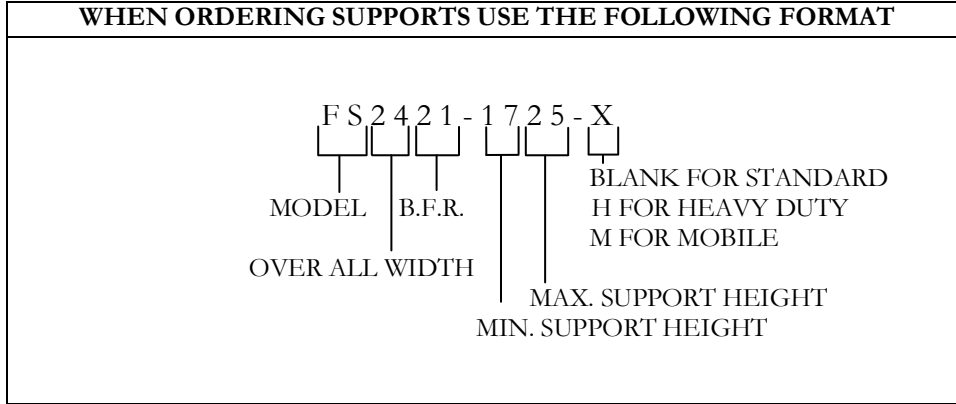 WHEN ORDERING SUPPORTS USE THE FOLLOWING FORMAT
F S 2 4 2 1 - 1 7 2 5 - X
BLANK FOR STANDARD
MODEL B.F.R. H FOR HEAVY DUTY
M FOR MOBILE
OVER ALL WIDTH
MAX. SUPPORT HEIGHT
MIN. SUPPORT HEIGHT